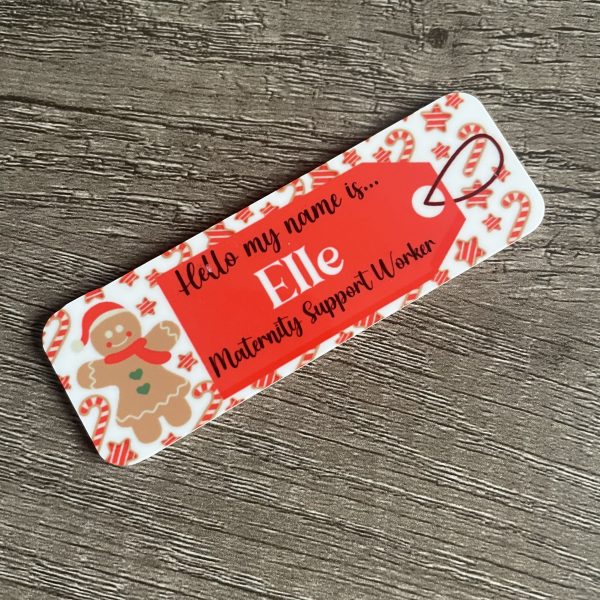 Hello my name is...
Elle
Maternity Support Worker